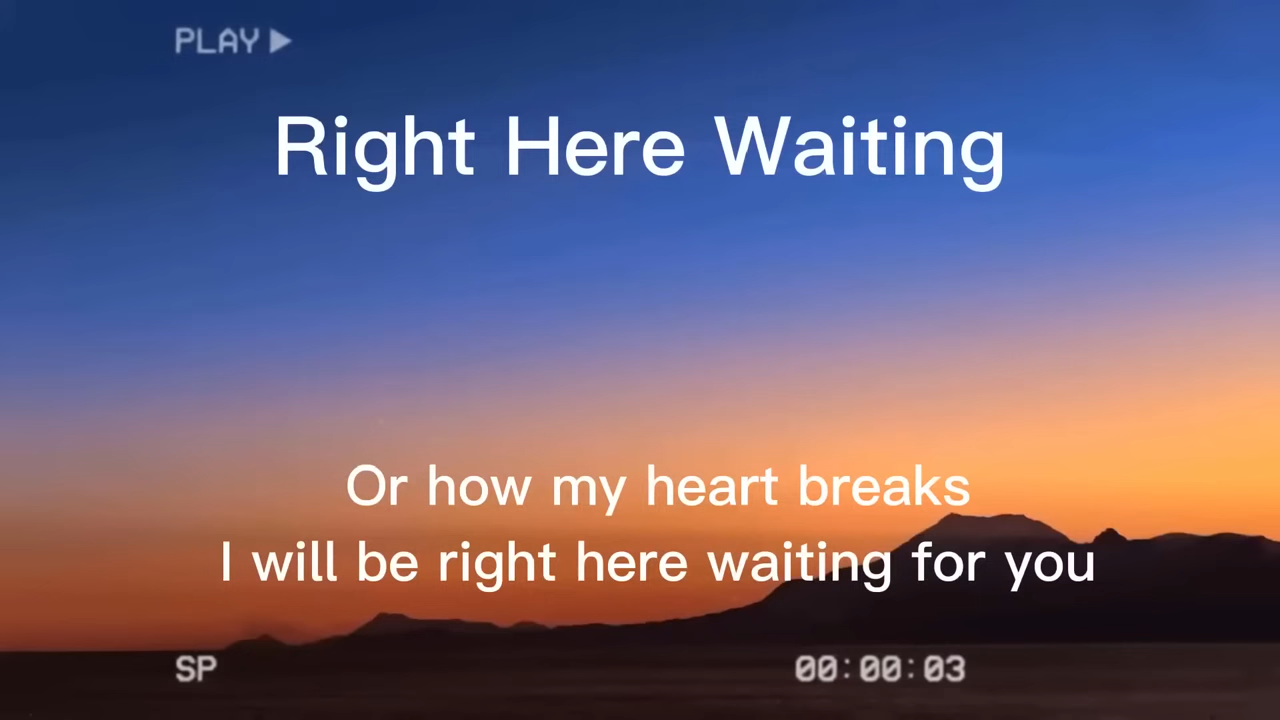 PLAY ▶
Right Here Waiting
Or how my heart breaks
I will be right here waiting for you
SP
00:00:03